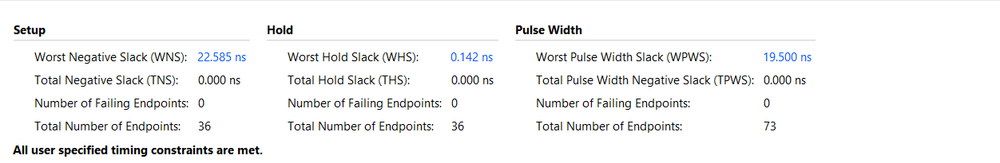 Setup
Worst Negative Slack (WNS): 22.585 ns
Total Negative Slack (TNS): 0.000 ns
Number of Failing Endpoints: 0
Total Number of Endpoints: 36
Hold
Worst Hold Slack (WHS): 0.142 ns
Total Hold Slack (THS): 0.000 ns
Number of Failing Endpoints: 0
Total Number of Endpoints: 36
Pulse Width
Worst Pulse Width Slack (WPWS): 19.500 ns
Total Pulse Width Negative Slack (TPWS): 0.000 ns
Number of Failing Endpoints: 0
Total Number of Endpoints: 73
All user specified timing constraints are met.